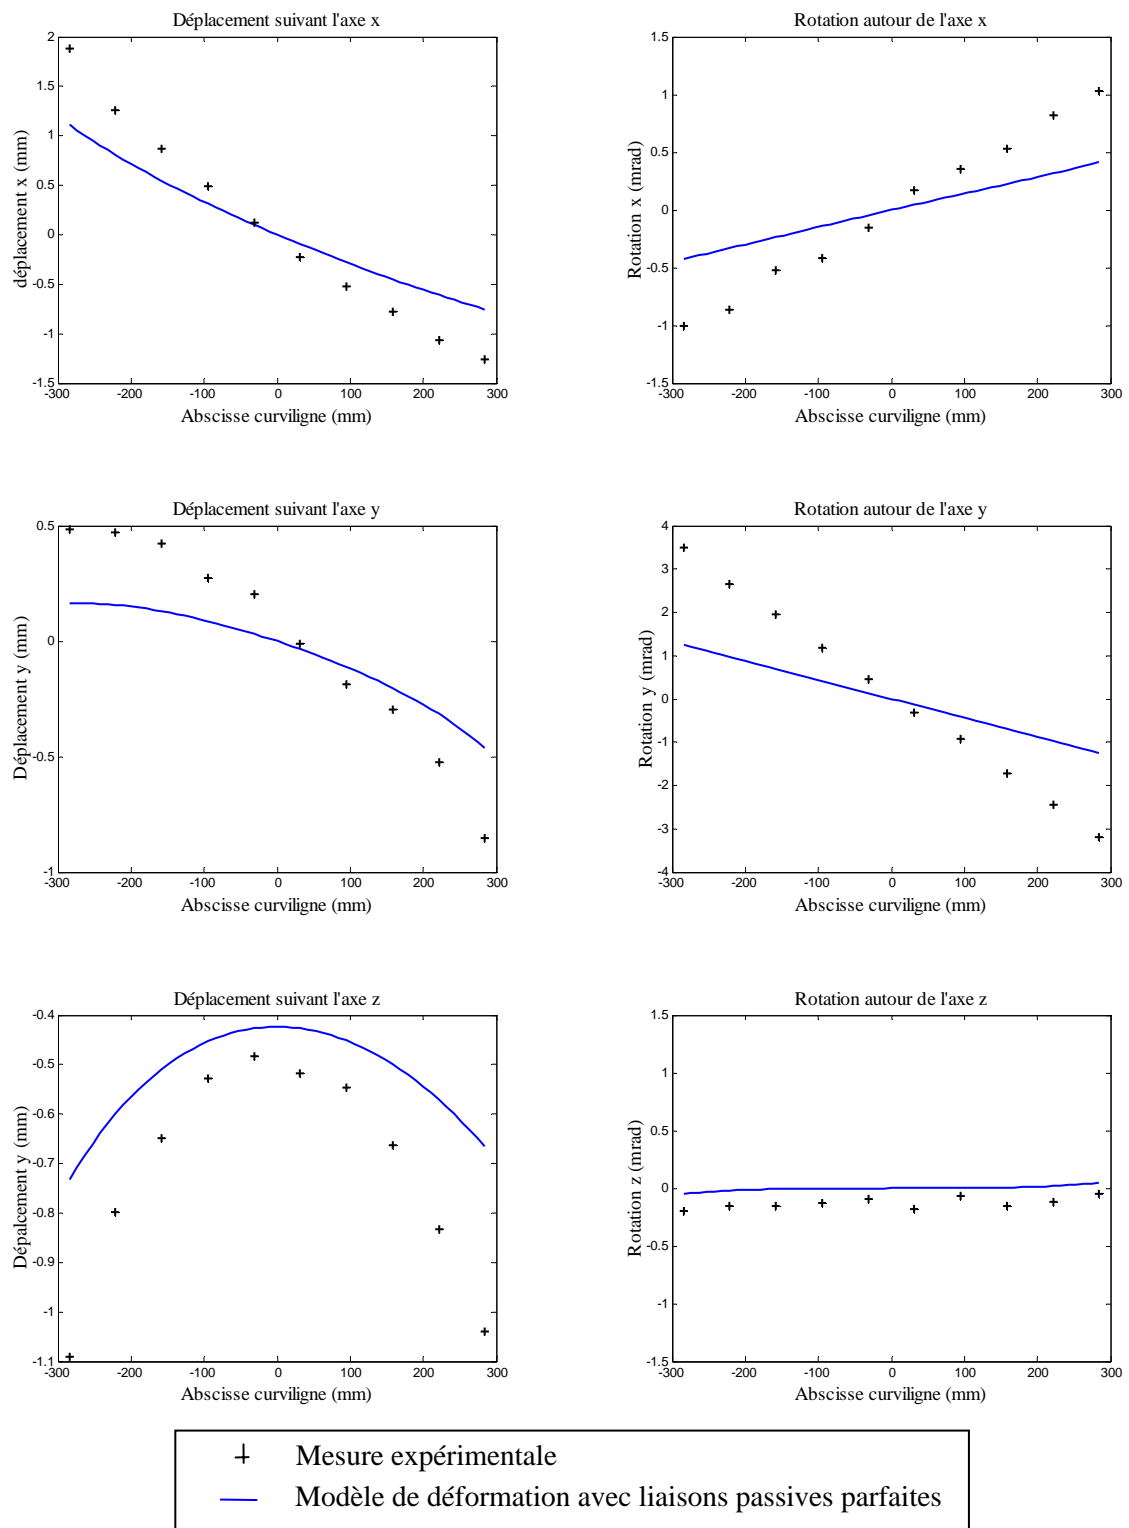 Déplacement suivant l'axe x
2
1.5
1
0.5
0
-0.5
-1
-1.5
déplacement x (mm)
-300 -200 -100 0 100 200 300
Abscisse curviligne (mm)
Rotation autour de l'axe x
1.5
1
0.5
0
-0.5
-1
-1.5
Rotation x (mrad)
-300 -200 -100 0 100 200 300
Abscisse curviligne (mm)
Déplacement suivant l'axe y
0.5
0
-0.5
-1
Déplacement y (mm)
-300 -200 -100 0 100 200 300
Abscisse curviligne (mm)
Rotation autour de l'axe y
4
3
2
1
0
-1
-2
-3
-4
Rotation y (mrad)
-300 -200 -100 0 100 200 300
Abscisse curviligne (mm)
Déplacement suivant l'axe z
-0.4
-0.5
-0.6
-0.7
-0.8
-0.9
-1
-1.1
Dépalcement y (mm)
-300 -200 -100 0 100 200 300
Abscisse curviligne (mm)
Rotation autour de l'axe z
1.5
1
0.5
0
-0.5
-1
-1.5
Rotation z (mrad)
-300 -200 -100 0 100 200 300
Abscisse curviligne (mm)
Mesure expérimentale
Modèle de déformation avec liaisons passives parfaites